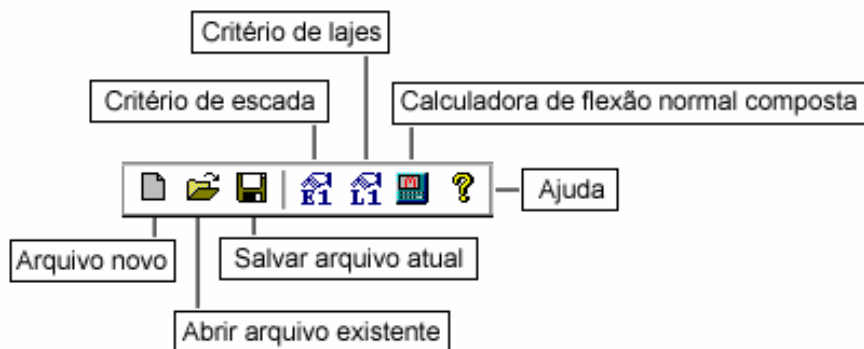 Critério de lajes
Critério de escada
Calculadora de flexão normal composta
E1
L1
Ajuda
Arquivo novo
Salvar arquivo atual
Abrir arquivo existente